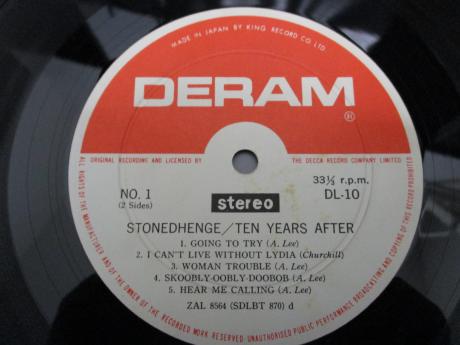 MADE IN JAPAN BY KING RECORD CO LTD
DERAM
®
ORIGINAL RECORDING AND LICENSED BY THE DECCA RECORD COMPANY LIMITED
NO. 1 33⅓ r.p.m.
(2 Sides) stereo DL-10
STONEDHENGE/TEN YEARS AFTER
1. GOING TO TRY (A. Lee)
2. I CAN'T LIVE WITHOUT LYDIA (Churchill)
3. WOMAN TROUBLE (A. Lee)
4. SKOOBLY-OOBLY-DOOBOB (A. Lee)
5. HEAR ME CALLING (A. Lee)
ZAL 8564 (SDLBT 870) d
ALL RIGHTS OF THE MANUFACTURER AND OF THE OWNER OF THE RECORDED WORK RESERVED UNAUTHORISED PUBLIC PERFORMANCE BROADCASTING AND COPYING OF THIS RECORD PROHIBITED